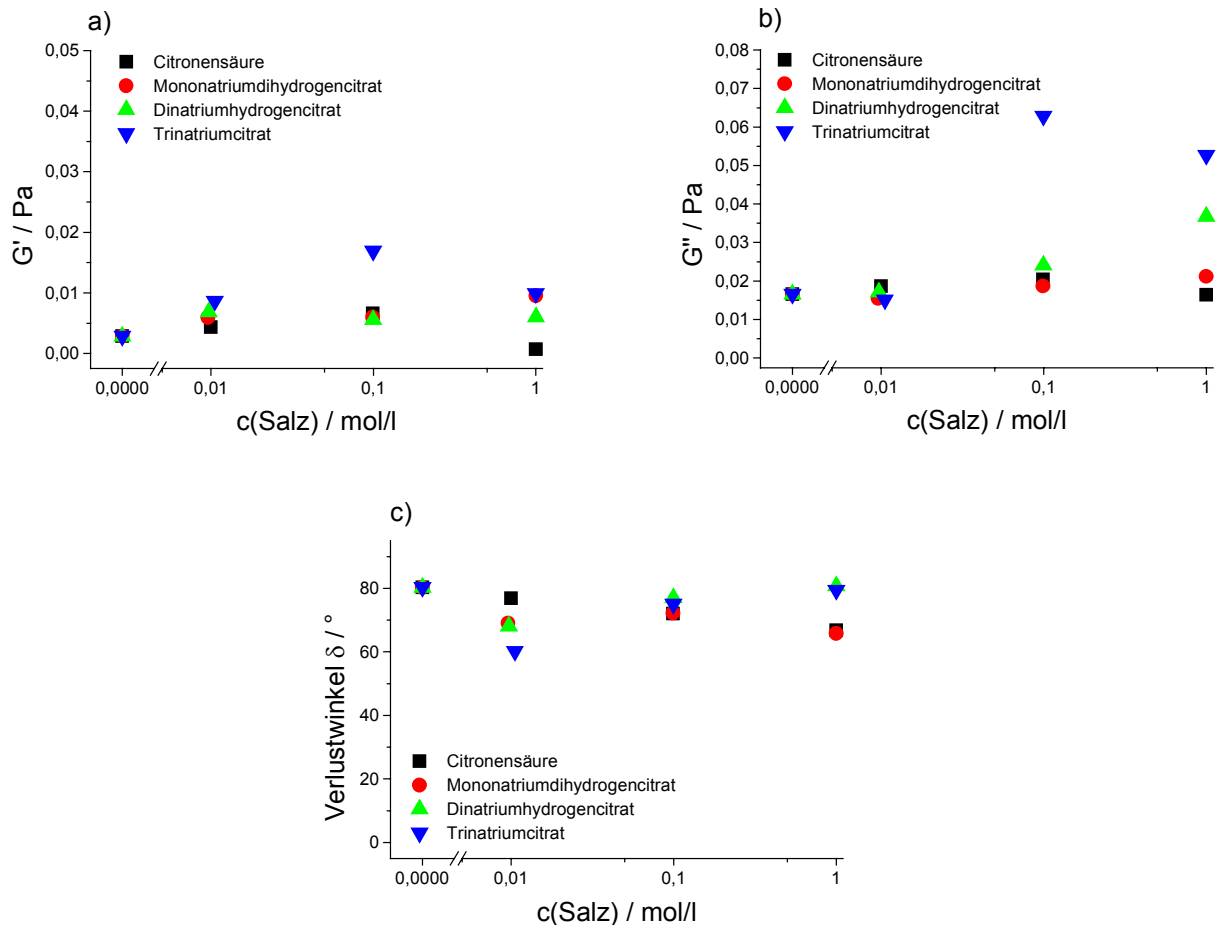 a)
0,05
0,04
0,03
0,02
0,01
0,00
G' / Pa
Citronensäure
Mononatriumdihydrogencitrat
Dinatriumhydrogencitrat
Trinatriumcitrat
0,0000 0,01 0,1 1
c(Salz) / mol/l
b)
0,08
0,07
0,06
0,05
0,04
0,03
0,02
0,01
0,00
G'' / Pa
Citronensäure
Mononatriumdihydrogencitrat
Dinatriumhydrogencitrat
Trinatriumcitrat
0,0000 0,01 0,1 1
c(Salz) / mol/l
c)
80
60
40
20
0
Verlustwinkel δ / °
Citronensäure
Mononatriumdihydrogencitrat
Dinatriumhydrogencitrat
Trinatriumcitrat
0,0000 0,01 0,1 1
c(Salz) / mol/l